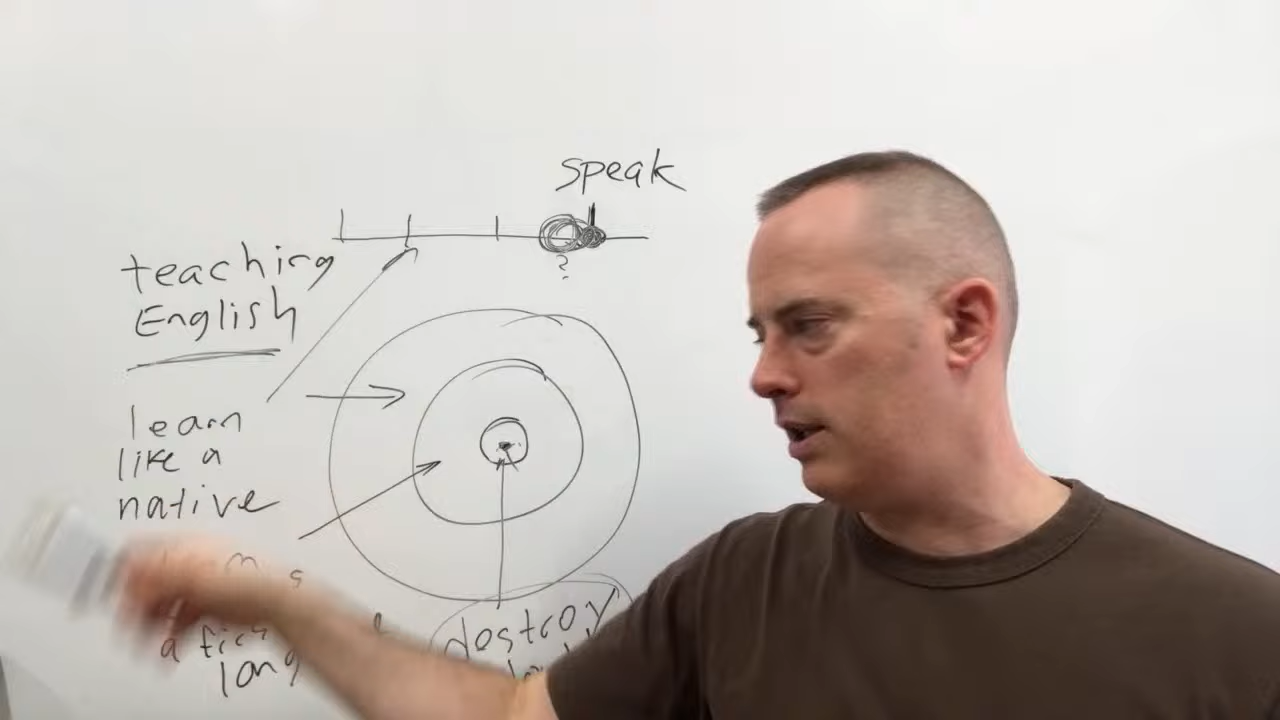 speak
?
teaching
English
learn
like a
native
a
destroy